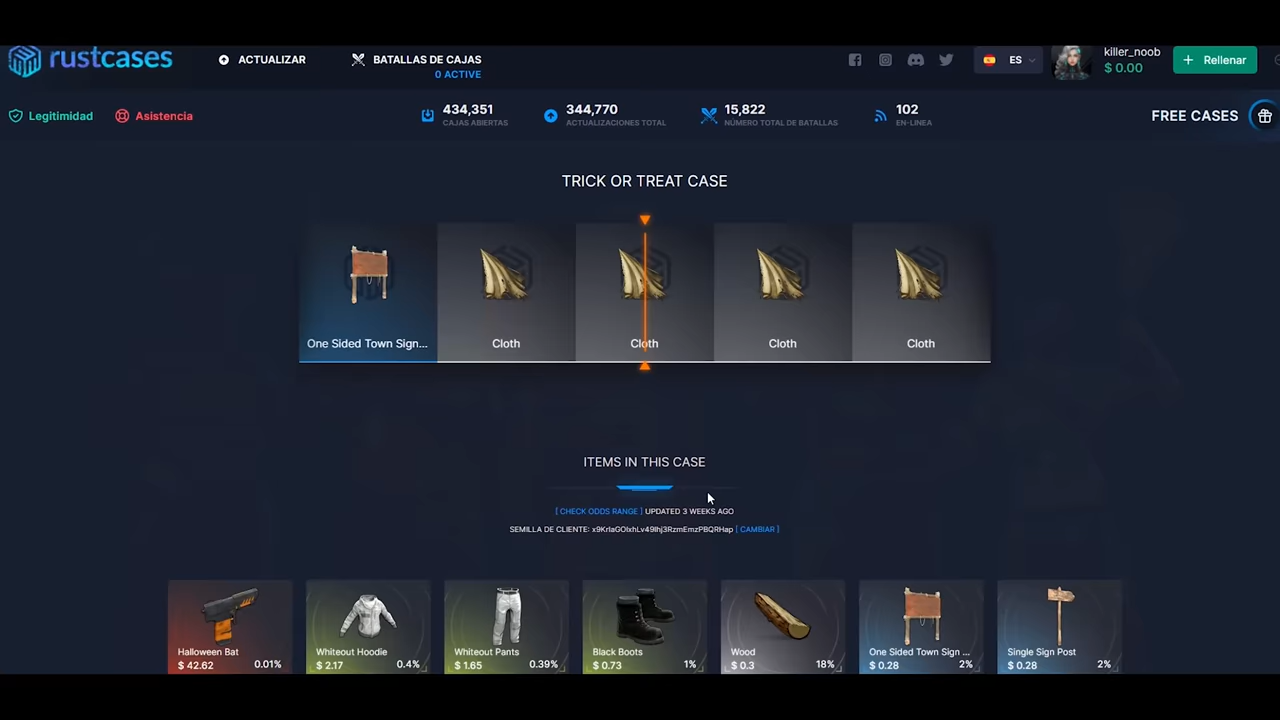 rustcases
ACTUALIZAR
BATALLAS DE CAJAS
0 ACTIVE
ES
killer_noob
$ 0.00
+ Rellenar
Legitimidad
Asistencia
434,351
CAJAS ABIERTAS
344,770
ACTUALIZACIONES TOTAL
15,822
NÚMERO TOTAL DE BATALLAS
102
EN-LINEA
FREE CASES
TRICK OR TREAT CASE
One Sided Town Sign...
Cloth
Cloth
Cloth
Cloth
ITEMS IN THIS CASE
[ CHECK ODDS RANGE ] UPDATED 3 WEEKS AGO
SEMILLA DE CLIENTE: [ CAMBIAR ]
Halloween Bat
$ 42.62 0.01%
Whiteout Hoodie
$ 2.17 0.4%
Whiteout Pants
$ 1.65 0.39%
Black Boots
$ 0.73 1%
Wood
$ 0.3 18%
One Sided Town Sign ...
$ 0.28 2%
Single Sign Post
$ 0.28 2%